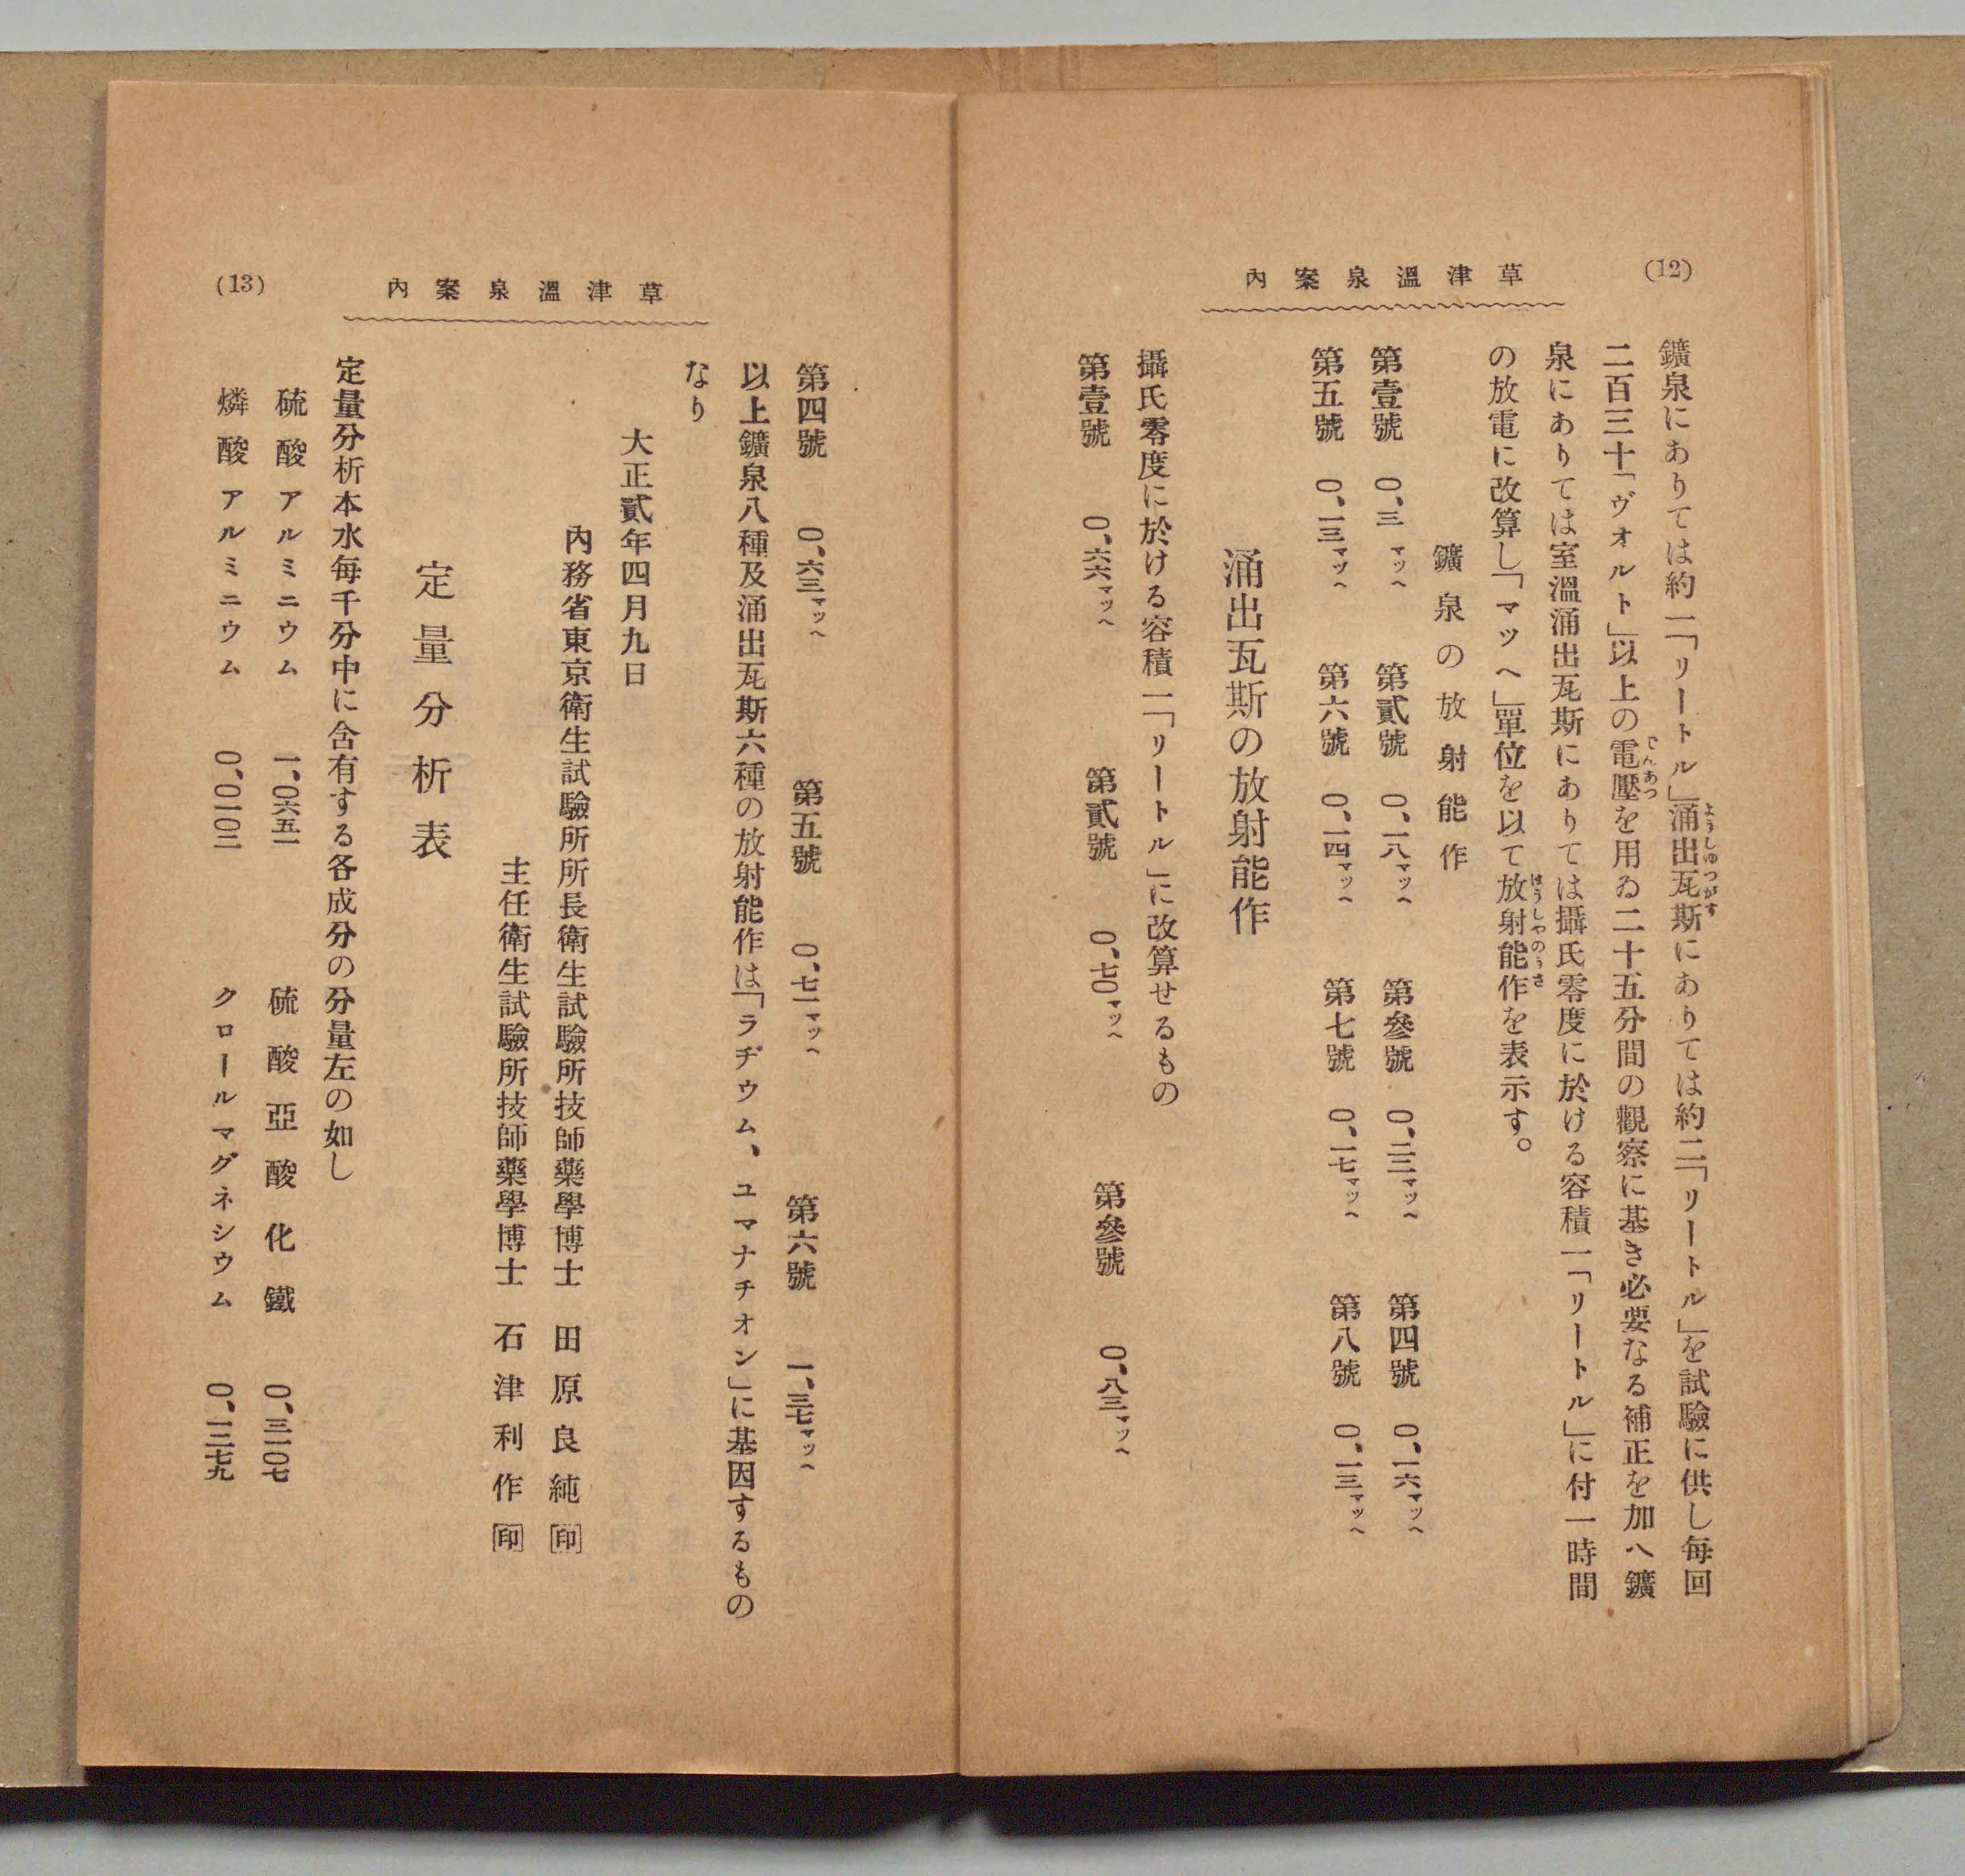 (12)
草津溫泉案內
鑛泉にありては約一「リートル」涌出瓦斯にありては約二「リートル」を試驗に供し每回
二百三十「ヴォルト」以上の電壓を用ゐ二十五分間の觀察に基き必要なる補正を加へ鑛
泉にありては室溫涌出瓦斯にありては攝氏零度に於ける容積一「リートル」に付一時間
の放電に改算し「マッヘ」單位を以て放射能作を表示す。
鑛泉の放射能作
第壹號 〇、三マッヘ 第貳號 〇、一八マッヘ 第參號 〇、二二マッヘ 第四號 〇、一六マッヘ
第五號 〇、一三マッヘ 第六號 〇、一四マッヘ 第七號 〇、一七マッヘ 第八號 〇、一三マッヘ
涌出瓦斯の放射能作
攝氏零度に於ける容積一「リートル」に改算せるもの
第壹號 〇、六六マッヘ 第貳號 〇、七〇マッヘ 第參號 〇、八三マッヘ
(13)
草津溫泉案內
第四號 〇、六三マッヘ 第五號 〇、七一マッヘ 第六號 一、三七マッヘ
以上鑛泉八種及涌出瓦斯六種の放射能作は「ラヂウム、ユマナチオン」に基因するもの
なり
大正貳年四月九日
內務省東京衛生試驗所所長衛生試驗所技師藥學博士 田原良純 印
主任衛生試驗所技師藥學博士 石津利作 印
定量分析表
定量分析本水每千分中に含有する各成分の分量左の如し
硫酸アルミニウム 一、〇六五一 硫酸亞酸化鐵 〇、三一〇七
燐酸アルミニウム 〇、〇一〇二 クロールマグネシウム 〇、一三七九